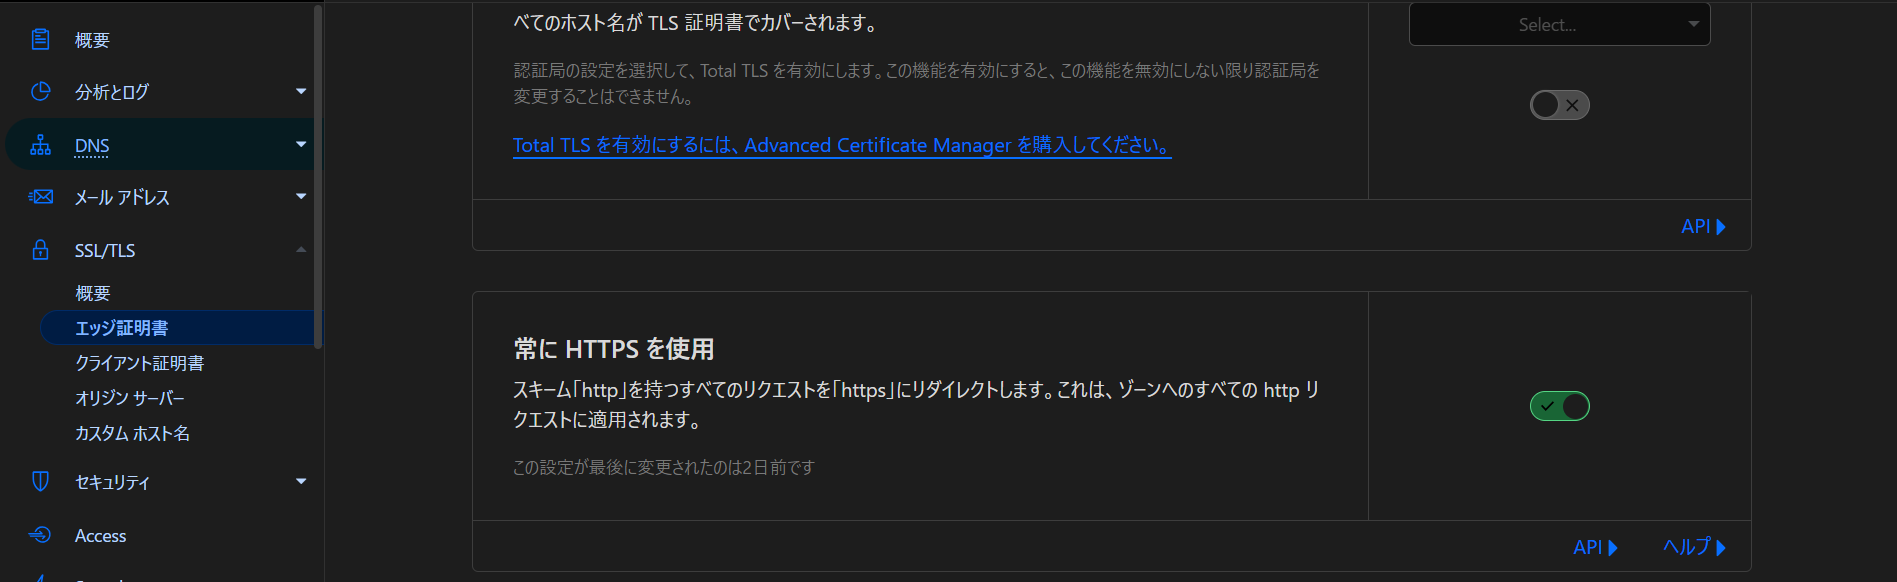 概要
分析とログ
DNS
メール アドレス
SSL/TLS
概要
エッジ証明書
クライアント証明書
オリジン サーバー
カスタム ホスト名
セキュリティ
Access
べてのホスト名が TLS 証明書でカバーされます。
認証局の設定を選択して、Total TLS を有効にします。この機能を有効にすると、この機能を無効にしない限り認証局を
変更することはできません。
Total TLS を有効にするには、Advanced Certificate Manager を購入してください。
Select...
API
常に HTTPS を使用
スキーム「http」を持つすべてのリクエストを「https」にリダイレクトします。これは、ゾーンへのすべての http リ
クエストに適用されます。
この設定が最後に変更されたのは2日前です
API
ヘルプ